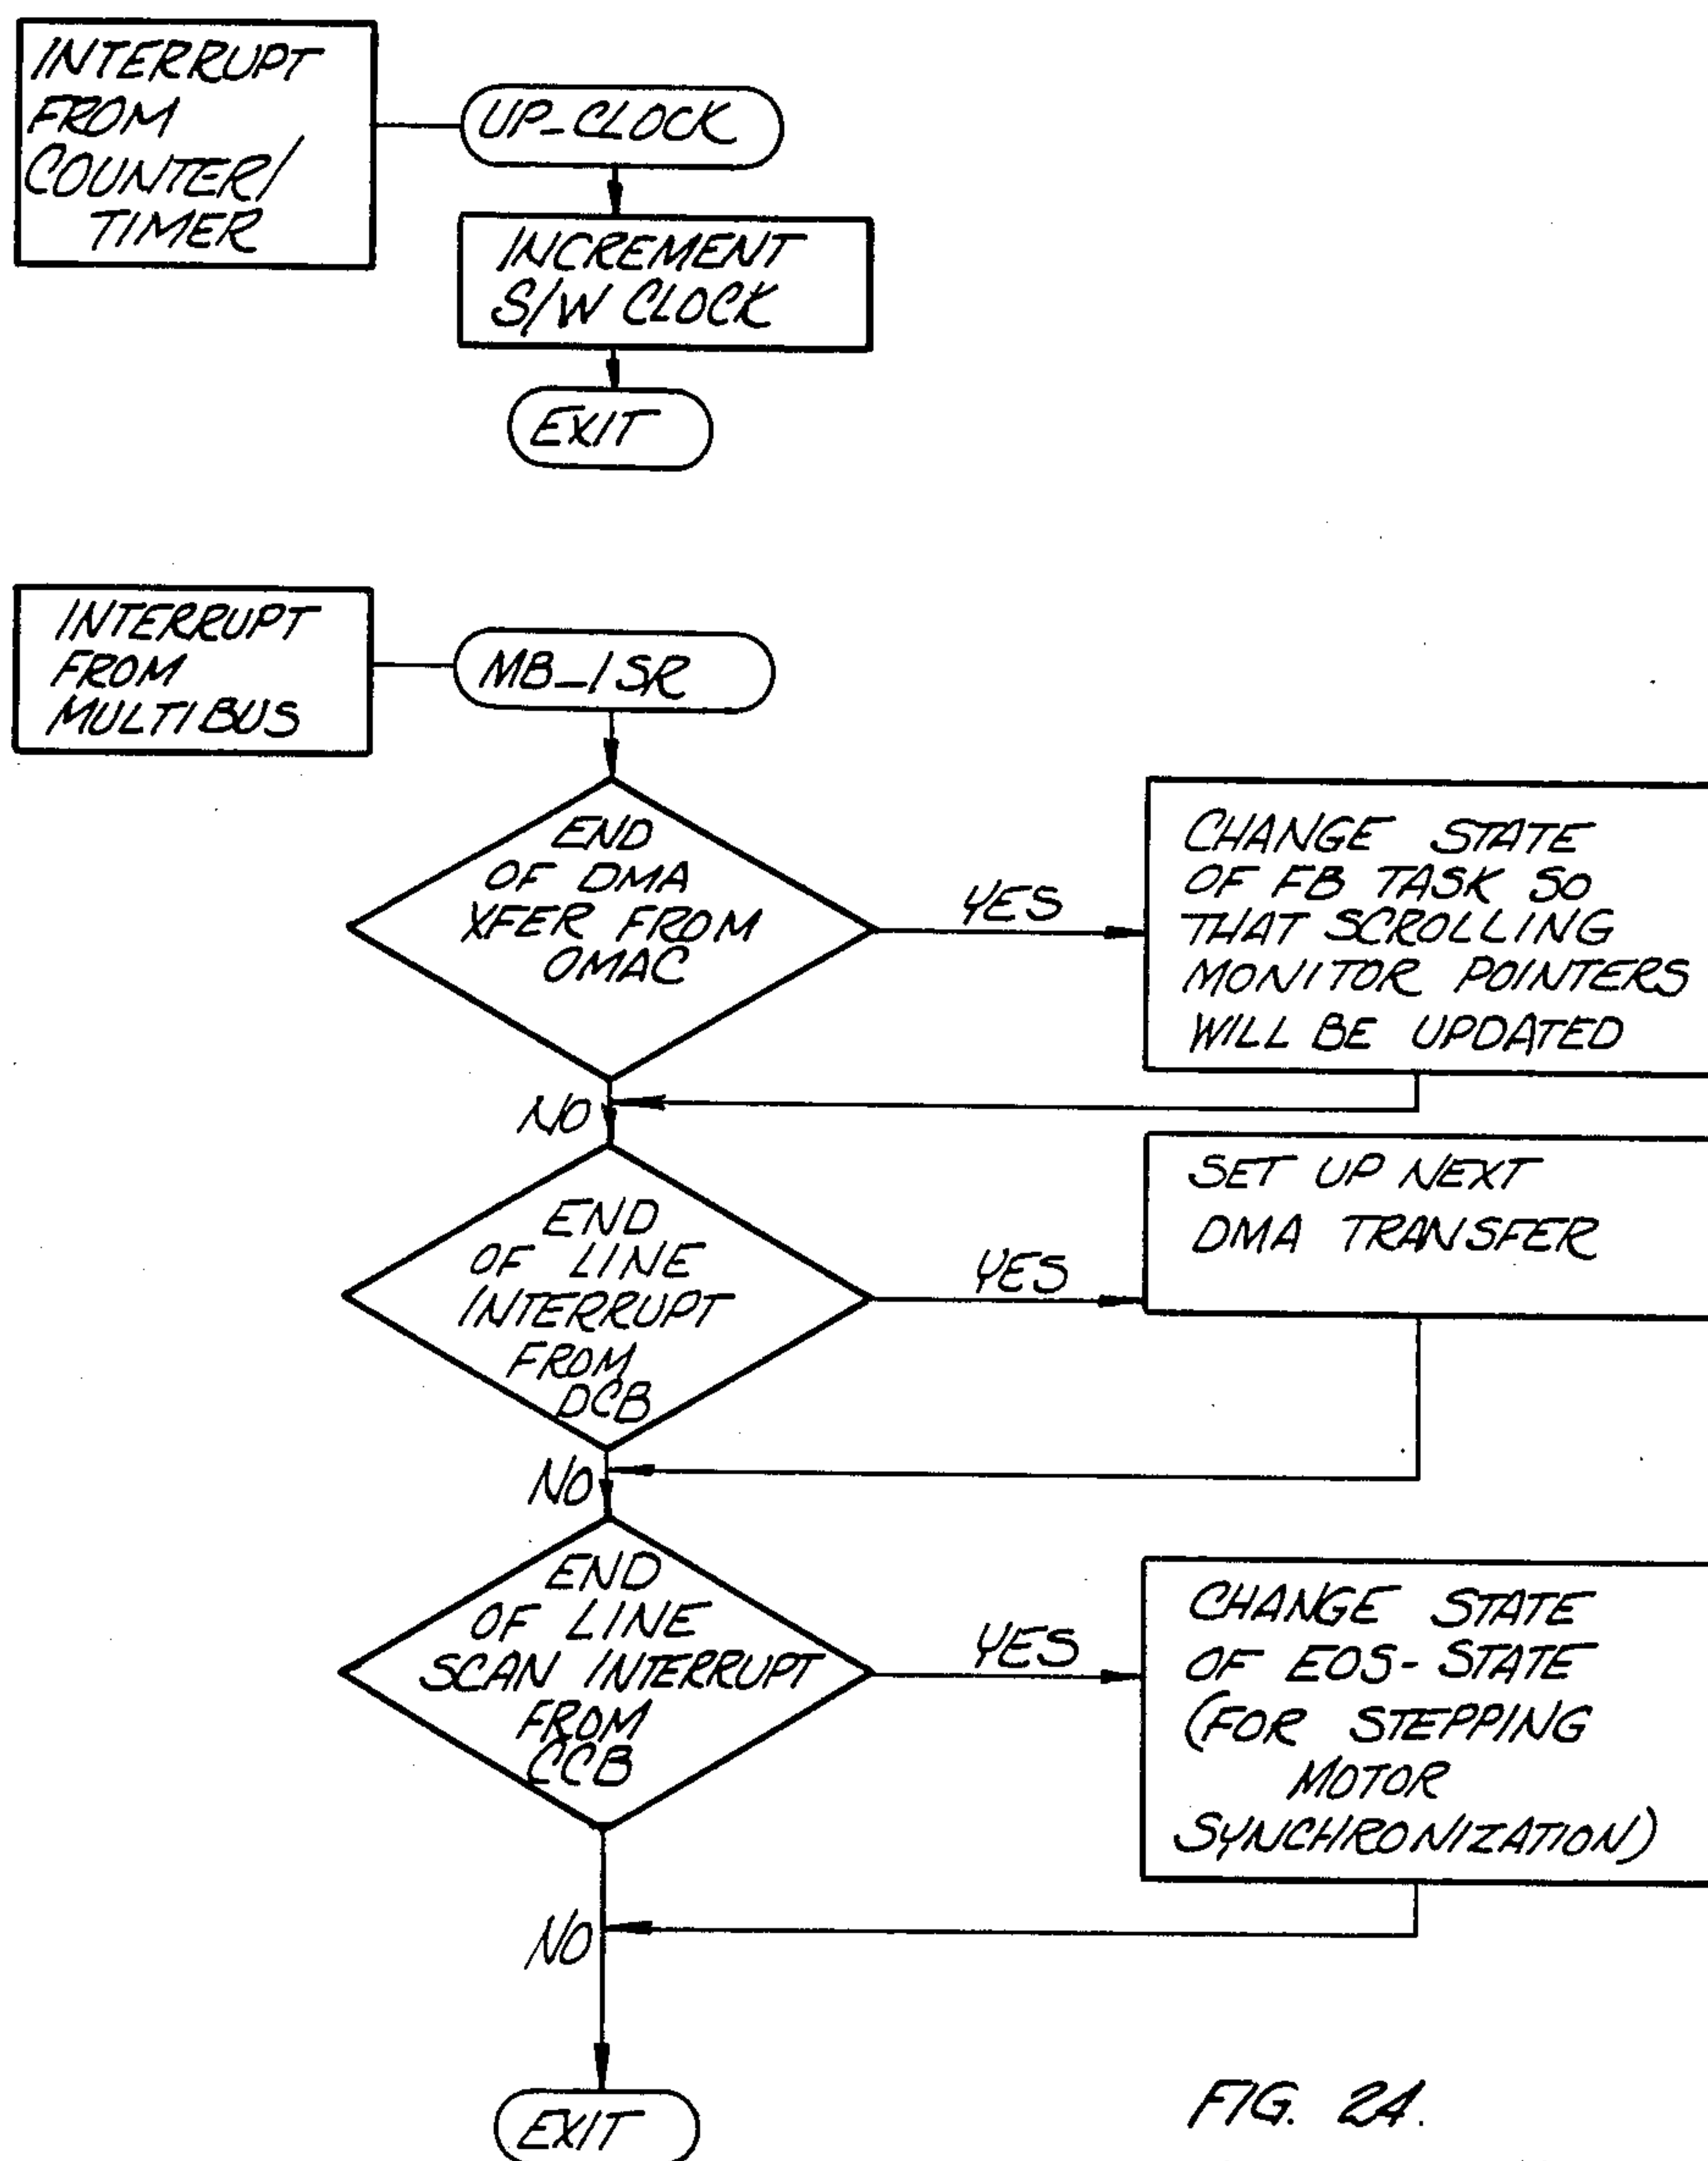 INTERRUPT
FROM
COUNTER/
TIMER
UP_CLOCK
INCREMENT
S/W CLOCK
EXIT
INTERRUPT
FROM
MULTIBUS
MB_ISR
END
OF DMA
XFER FROM
OMAC
YES
CHANGE STATE
OF FB TASK SO
THAT SCROLLING
MONITOR POINTERS
WILL BE UPDATED
NO
END
OF LINE
INTERRUPT
FROM
DCB
YES
SET UP NEXT
DMA TRANSFER
NO
END
OF LINE
SCAN INTERRUPT
FROM
CCB
YES
CHANGE STATE
OF EOS-STATE
(FOR STEPPING
MOTOR
SYNCHRONIZATION)
NO
EXIT
FIG. 24.